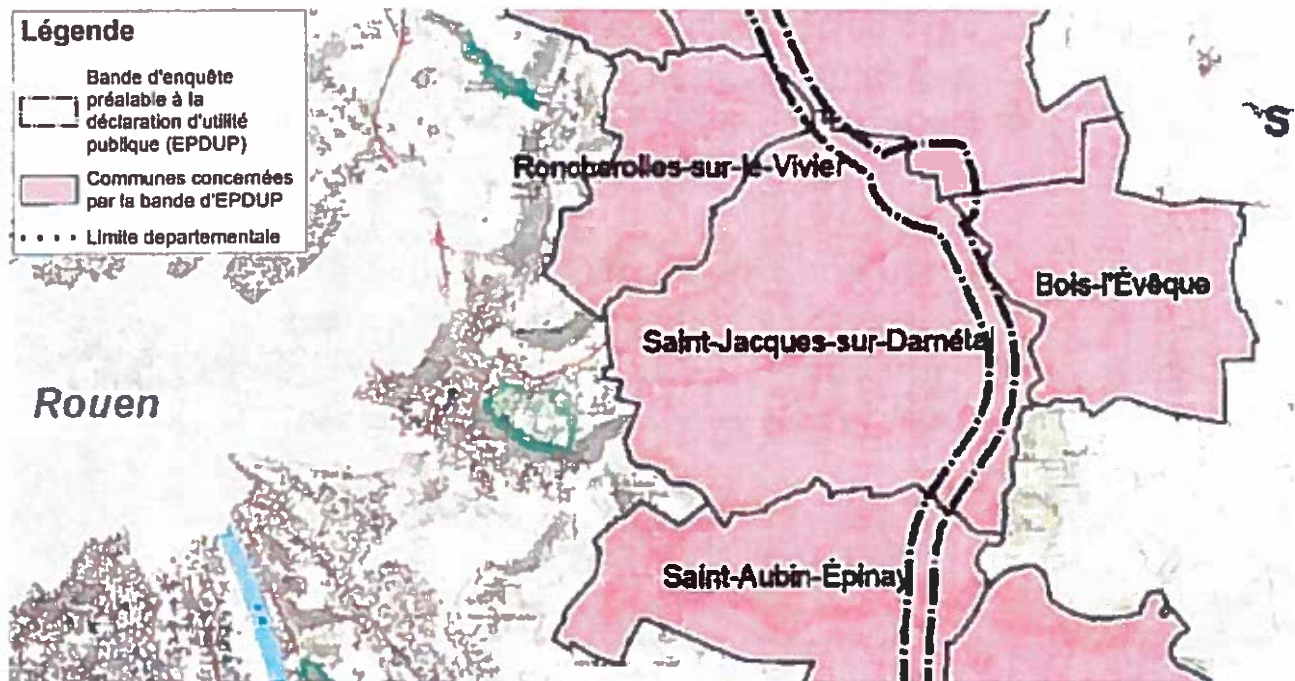 Légende
Bande d'enquête
préalable à la
déclaration d'utilité
publique (EPDUP)
Communes concernées
par la bande d'EPDUP
Limite departementale
Roncherolles-sur-le-Vivier
Bois-l'Évêque
Saint-Jacques-sur-Darnétal
Rouen
Saint-Aubin-Épinay
S